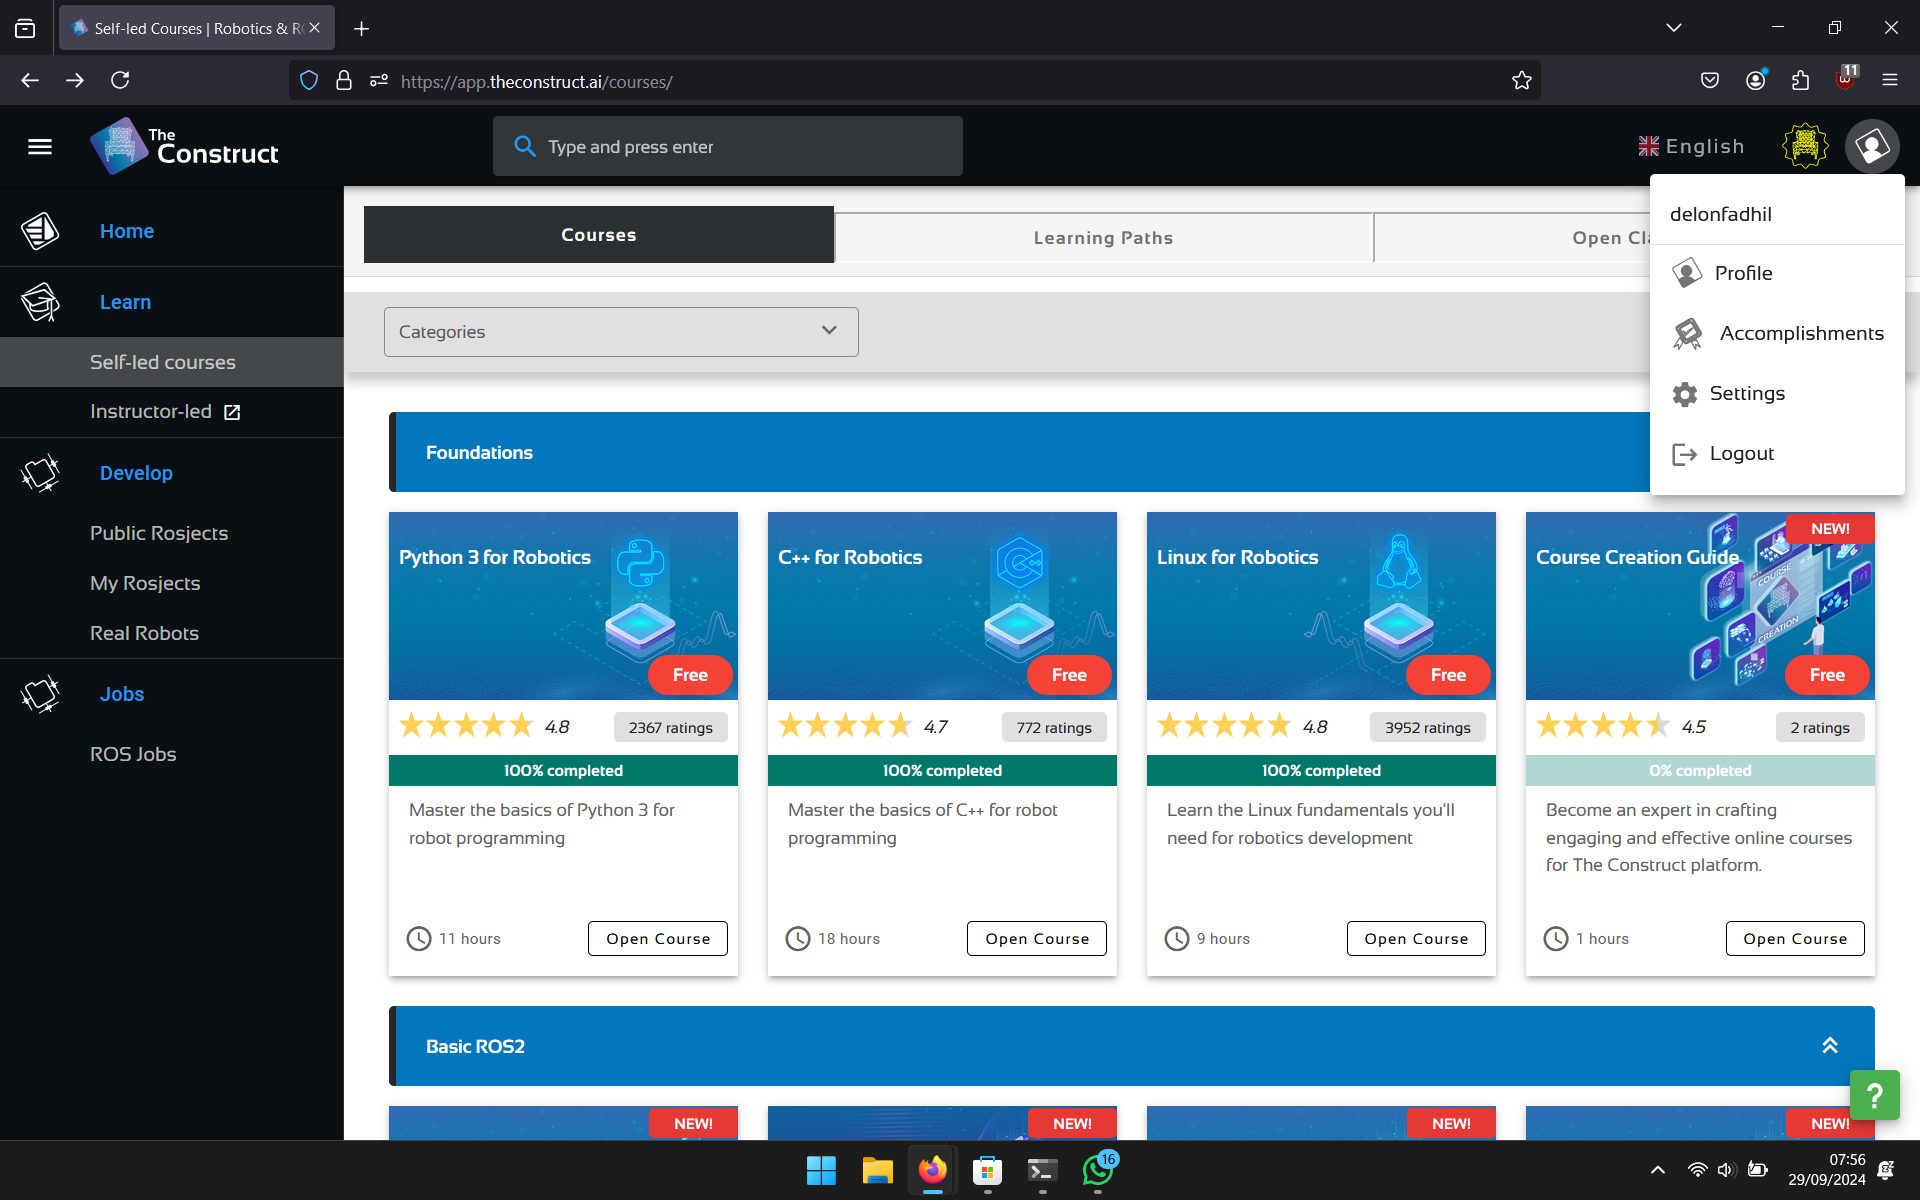 Self-led Courses | Robotics & R
https://app.theconstruct.ai/courses/
11
The
Construct
Type and press enter
English
delonfadhil
Profile
Accomplishments
Settings
Logout
Home
Learn
Self-led courses
Instructor-led
Develop
Public Rosjects
My Rosjects
Real Robots
Jobs
ROS Jobs
Courses
Learning Paths
Open Cl
Categories
Foundations
Python 3 for Robotics
Free
4.8
2367 ratings
100% completed
Master the basics of Python 3 for
robot programming
11 hours
Open Course
C++ for Robotics
Free
4.7
772 ratings
100% completed
Master the basics of C++ for robot
programming
18 hours
Open Course
Linux for Robotics
Free
4.8
3952 ratings
100% completed
Learn the Linux fundamentals you'll
need for robotics development
9 hours
Open Course
NEW!
Course Creation Guide
COURSE
CREATION
Free
4.5
2 ratings
0% completed
Become an expert in crafting
engaging and effective online courses
for The Construct platform.
1 hours
Open Course
Basic ROS2
?
NEW!
NEW!
NEW!
NEW!
16
07:56
29/09/2024